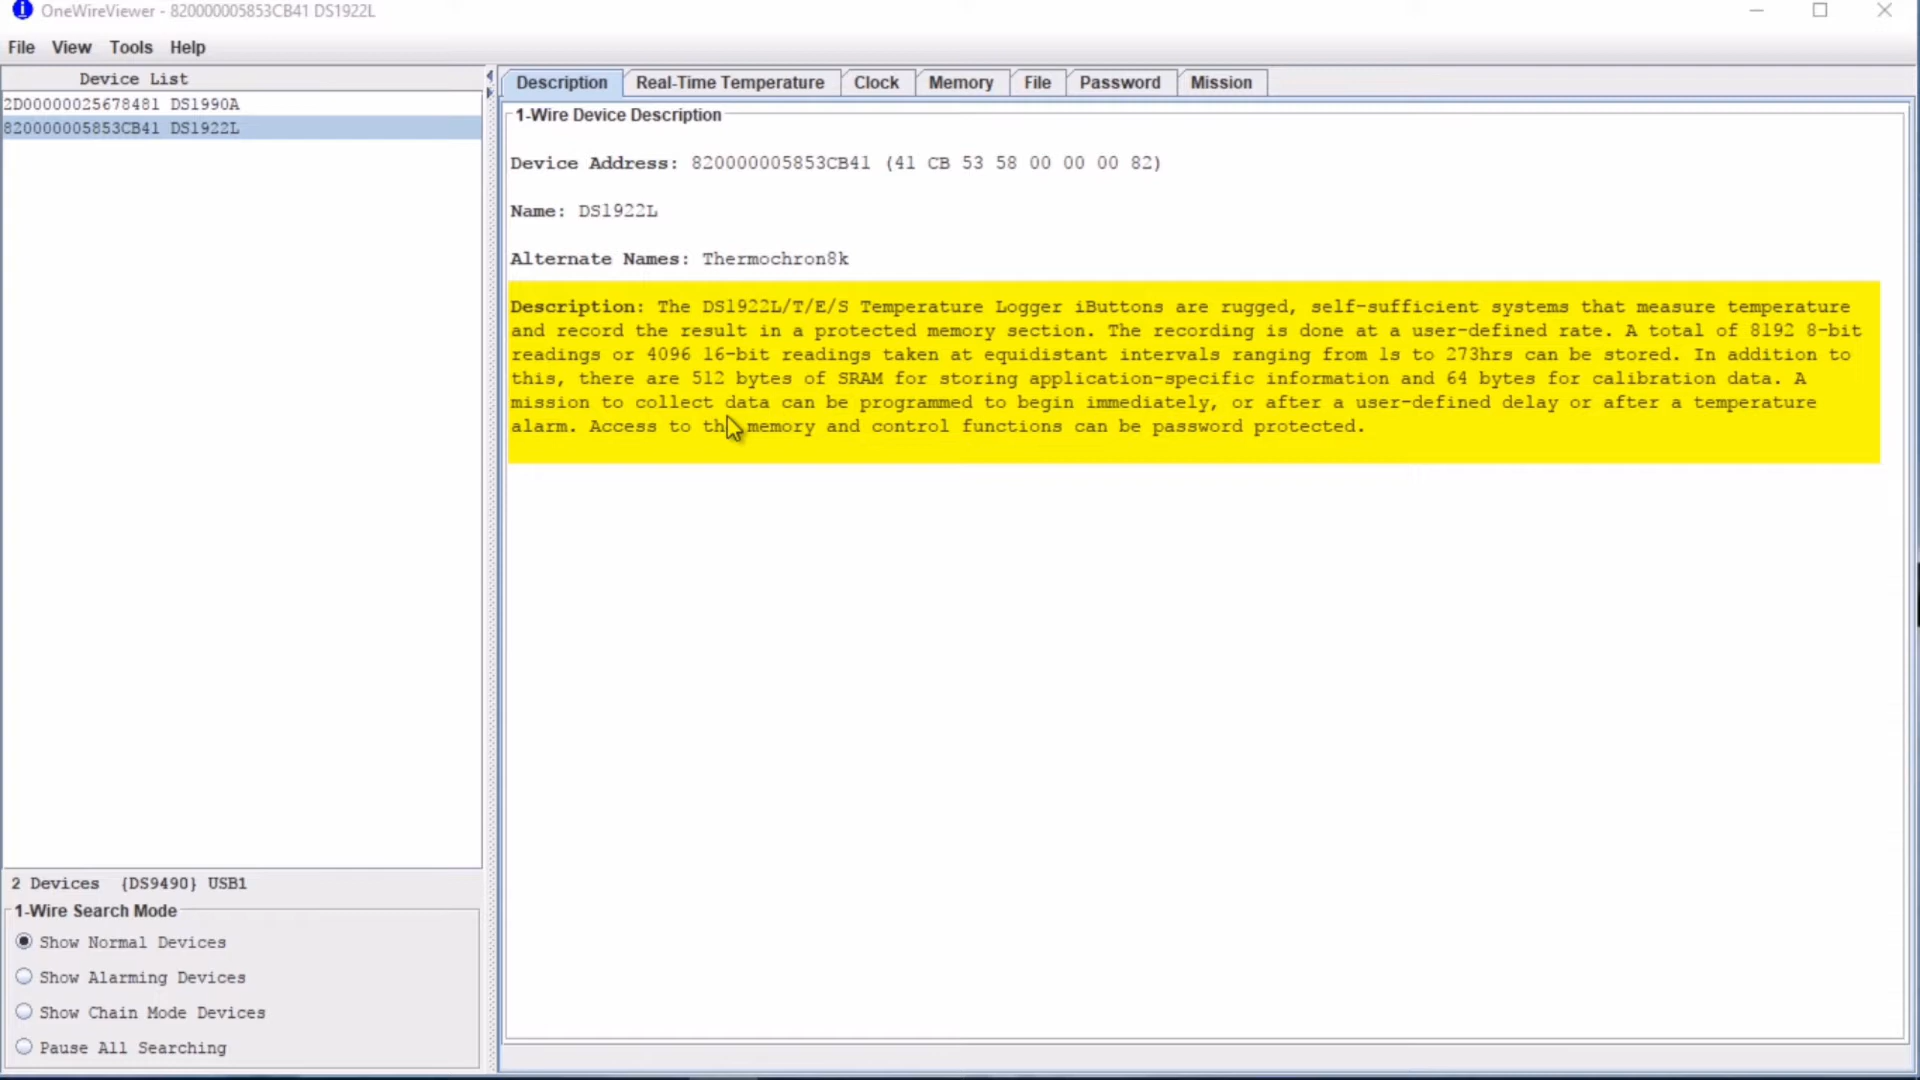 OneWireViewer - 820000005853CB41 DS1922L
File View Tools Help
Device List
2D00000025678481 DS1990A
820000005853CB41 DS1922L
2 Devices {DS9490} USB1
1-Wire Search Mode
Show Normal Devices
Show Alarming Devices
Show Chain Mode Devices
Pause All Searching
Description Real-Time Temperature Clock Memory File Password Mission
1-Wire Device Description
Device Address: 820000005853CB41 (41 CB 53 58 00 00 00 82)
Name: DS1922L
Alternate Names: Thermochron8k
Description: The DS1922L/T/E/S Temperature Logger iButtons are rugged, self-sufficient systems that measure temperature
and record the result in a protected memory section. The recording is done at a user-defined rate. A total of 8192 8-bit
readings or 4096 16-bit readings taken at equidistant intervals ranging from 1s to 273hrs can be stored. In addition to
this, there are 512 bytes of SRAM for storing application-specific information and 64 bytes for calibration data. A
mission to collect data can be programmed to begin immediately, or after a user-defined delay or after a temperature
alarm. Access to the memory and control functions can be password protected.